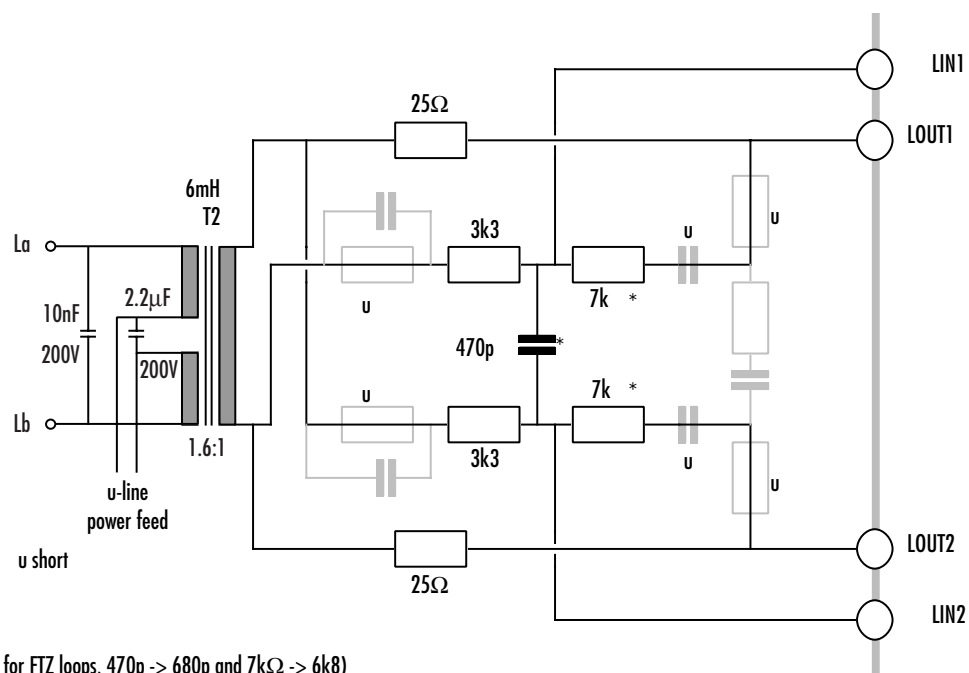 LIN1
25Ω
LOUT1
6mH
T2
u
La
3k3
u
10nF
2.2μF
u
7k *
200V
470p
*
200V
u
7k *
Lb
1.6:1
3k3
u
u
u-line
power feed
LOUT2
u short
25Ω
LIN2
for FTZ loops, 470p -> 680p and 7kΩ -> 6k8)